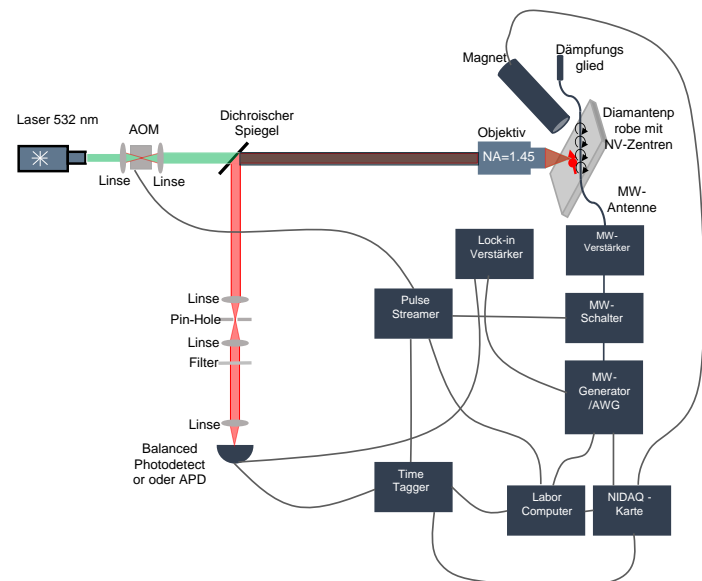 Laser 532 nm
AOM
Linse
Linse
Dichroischer
Spiegel
Objektiv
NA=1.45
Magnet
Dämpfungs
glied
Diamantenp
robe mit
NV-Zentren
MW-
Antenne
MW-
Verstärker
Lock-in
Verstärker
Pulse
Streamer
MW-
Schalter
MW-
Generator
/AWG
Linse
Pin-Hole
Linse
Filter
Linse
Balanced
Photodetect
or oder APD
Time
Tagger
Labor
Computer
NIDAQ -
Karte